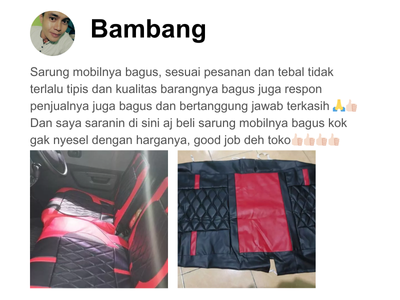 Bambang
Sarung mobilnya bagus, sesuai pesanan dan tebal tidak
terlalu tipis dan kualitas barangnya bagus juga respon
penjualnya juga bagus dan bertanggung jawab terkasih 🙏👍🏻
Dan saya saranin di sini aj beli sarung mobilnya bagus kok
gak nyesel dengan harganya, good job deh toko👍🏻👍🏻👍🏻👍🏻